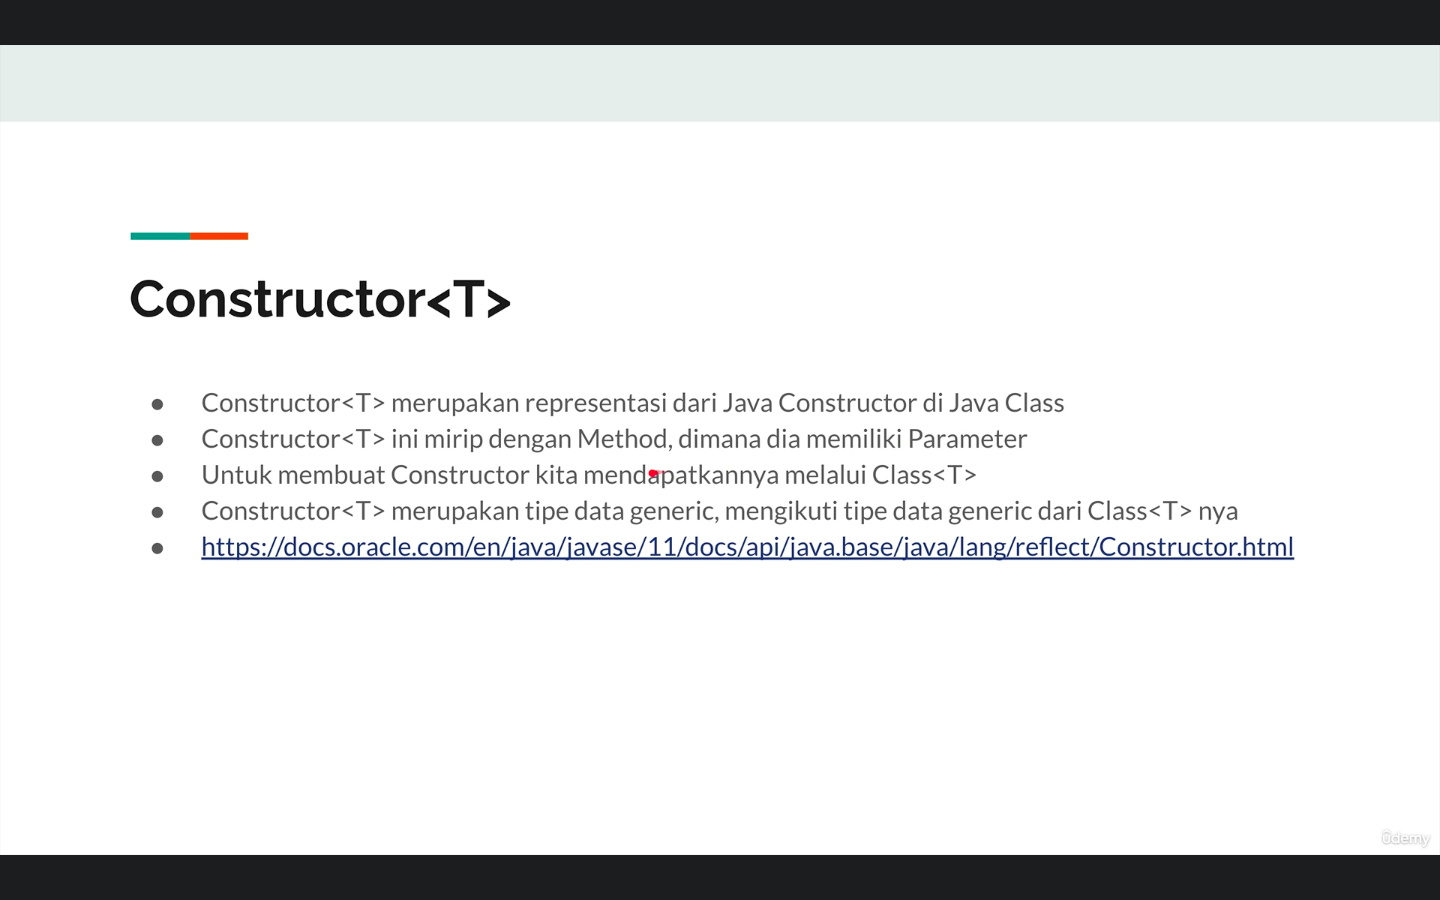 Constructor<T>
● Constructor<T> merupakan representasi dari Java Constructor di Java Class
● Constructor<T> ini mirip dengan Method, dimana dia memiliki Parameter
● Untuk membuat Constructor kita mendapatkannya melalui Class<T>
● Constructor<T> merupakan tipe data generic, mengikuti tipe data generic dari Class<T> nya
● https://docs.oracle.com/en/java/javase/11/docs/api/java.base/java/lang/reflect/Constructor.html
ûdemy